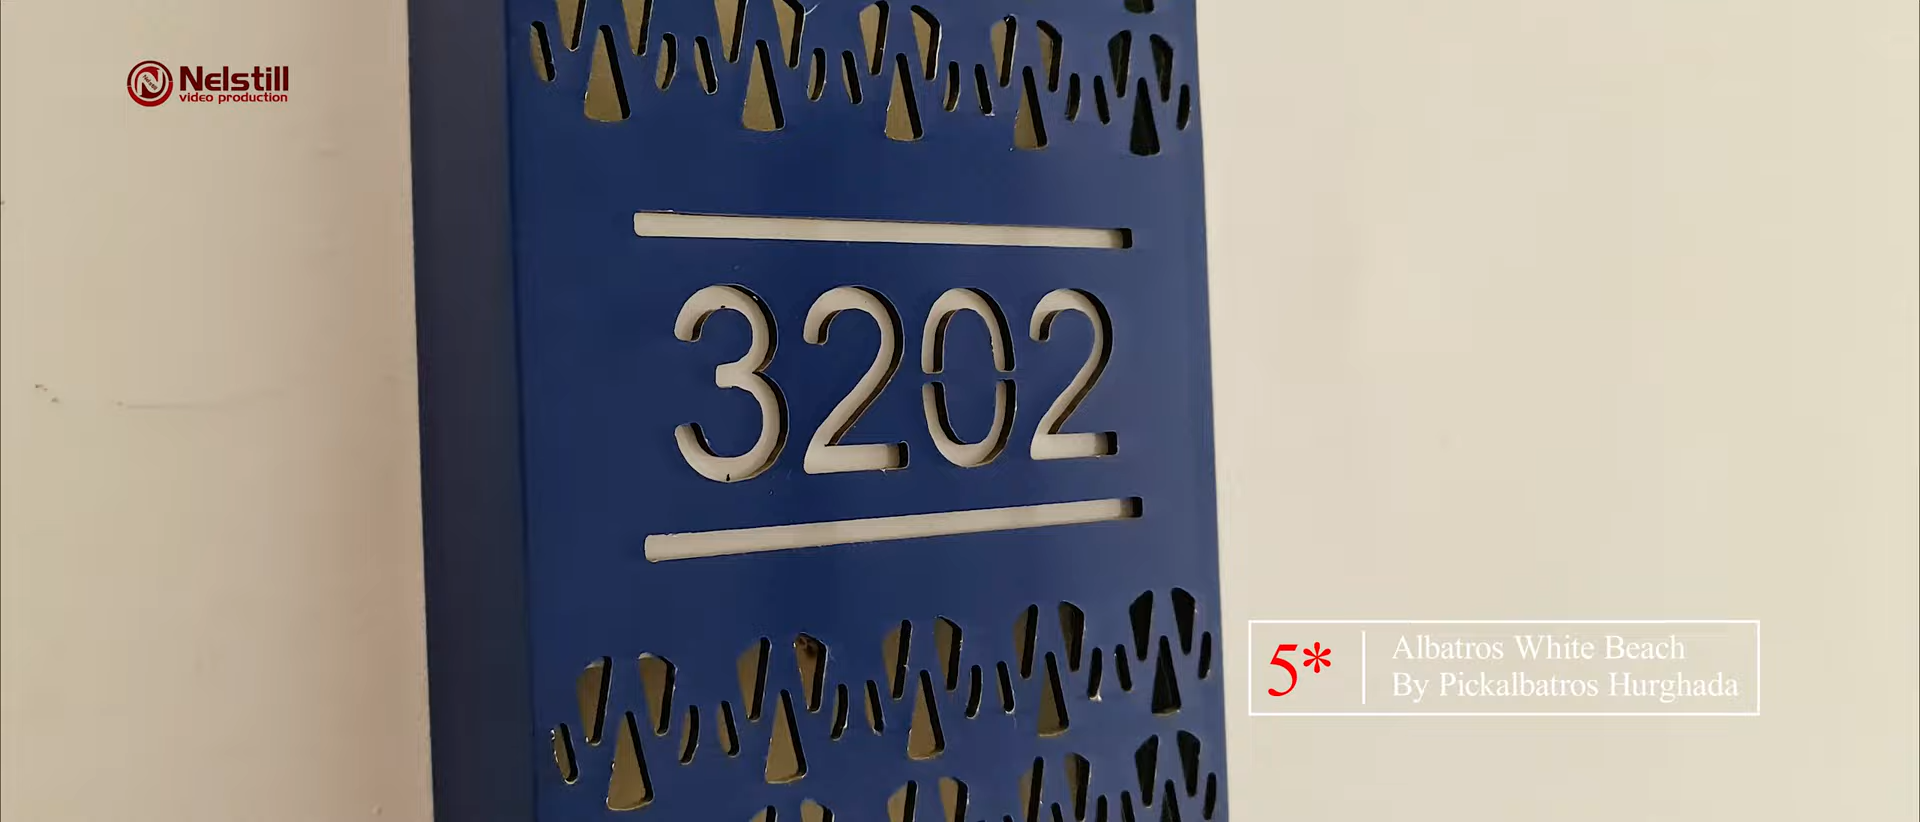 Nelstill
video production
3202
5*
Albatros White Beach
By Pickalbatros Hurghada